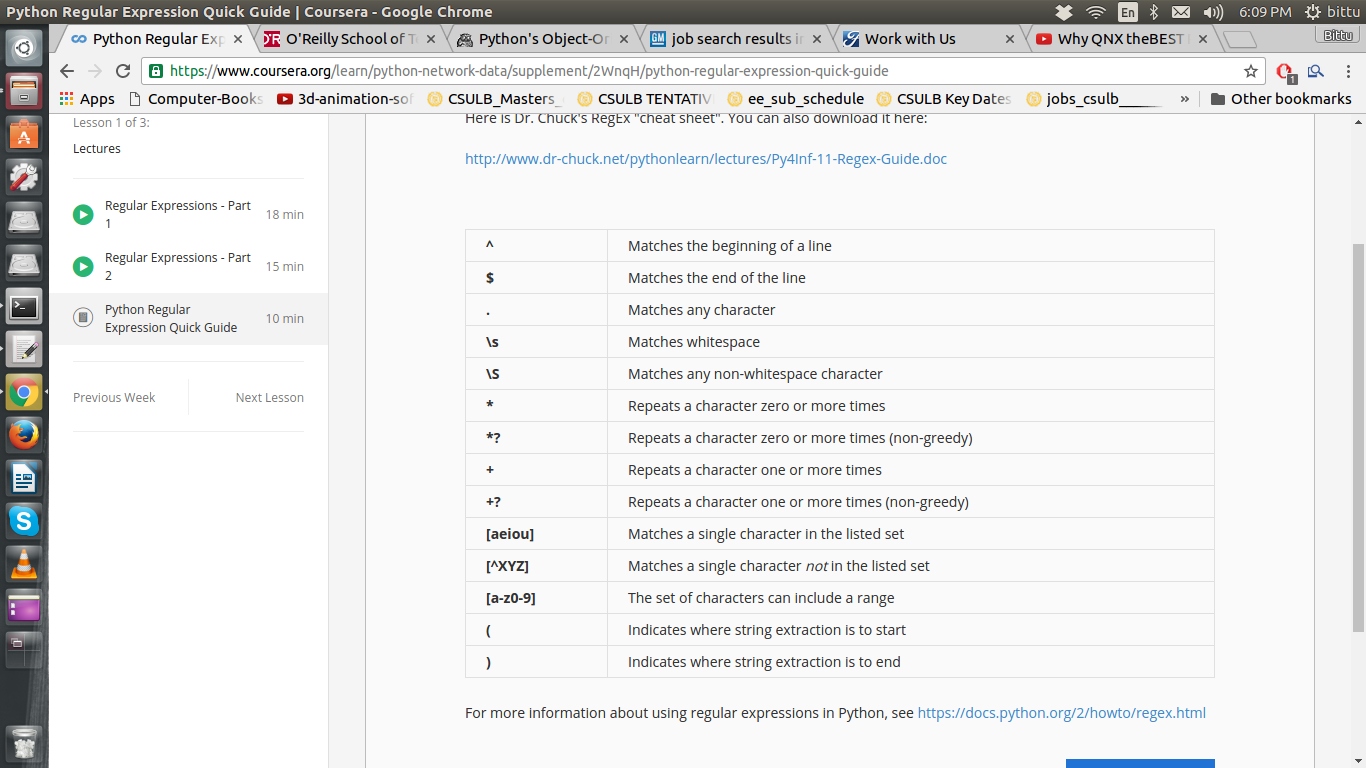 Python Regular Expression Quick Guide | Coursera - Google Chrome
En
6:09 PM
bittu
Python Regular Exp
O'Reilly School of T
Python's Object-Or
job search results in
Work with Us
Why QNX theBEST
Bittu
https://www.coursera.org/learn/python-network-data/supplement/2WnqH/python-regular-expression-quick-guide
1
Apps
Computer-Books
3d-animation-sof
CSULB_Masters_
CSULB TENTATIV
ee_sub_schedule
CSULB Key Dates
jobs_csulb______
»
Other bookmarks
Lesson 1 of 3:
Lectures
Regular Expressions - Part
1
18 min
Regular Expressions - Part
2
15 min
Python Regular
Expression Quick Guide
10 min
Previous Week
Next Lesson
Here is Dr. Chuck's RegEx "cheat sheet". You can also download it here:
http://www.dr-chuck.net/pythonlearn/lectures/Py4Inf-11-Regex-Guide.doc
^ Matches the beginning of a line
$ Matches the end of the line
. Matches any character
\s Matches whitespace
\S Matches any non-whitespace character
* Repeats a character zero or more times
*? Repeats a character zero or more times (non-greedy)
+ Repeats a character one or more times
+? Repeats a character one or more times (non-greedy)
[aeiou] Matches a single character in the listed set
[^XYZ] Matches a single character not in the listed set
[a-z0-9] The set of characters can include a range
( Indicates where string extraction is to start
) Indicates where string extraction is to end
For more information about using regular expressions in Python, see https://docs.python.org/2/howto/regex.html